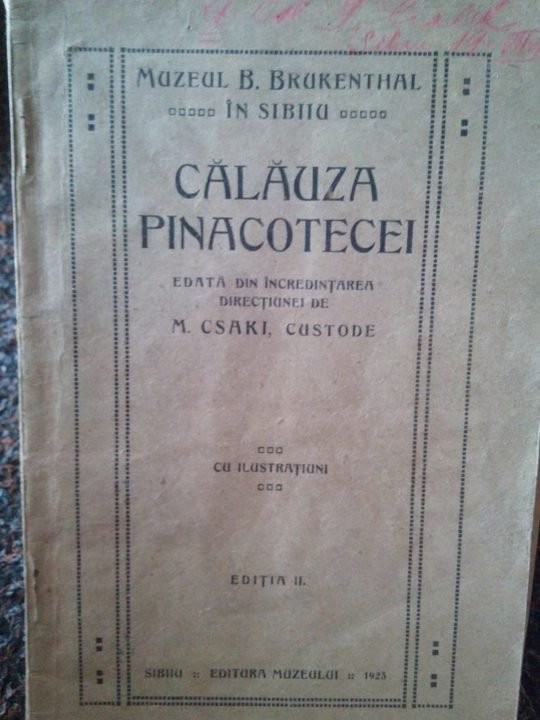 MUZEUL B. BRUKENTHAL
ÎN SIBIIU
CĂLĂUZA
PINACOTECEI
EDATĂ DIN ÎNCREDINȚAREA
DIRECȚIUNEI DE
M. CSAKI, CUSTODE
CU ILUSTRAȚIUNI
EDIȚIA II.
SIBIIU :: EDITURA MUZEULUI :: 1923